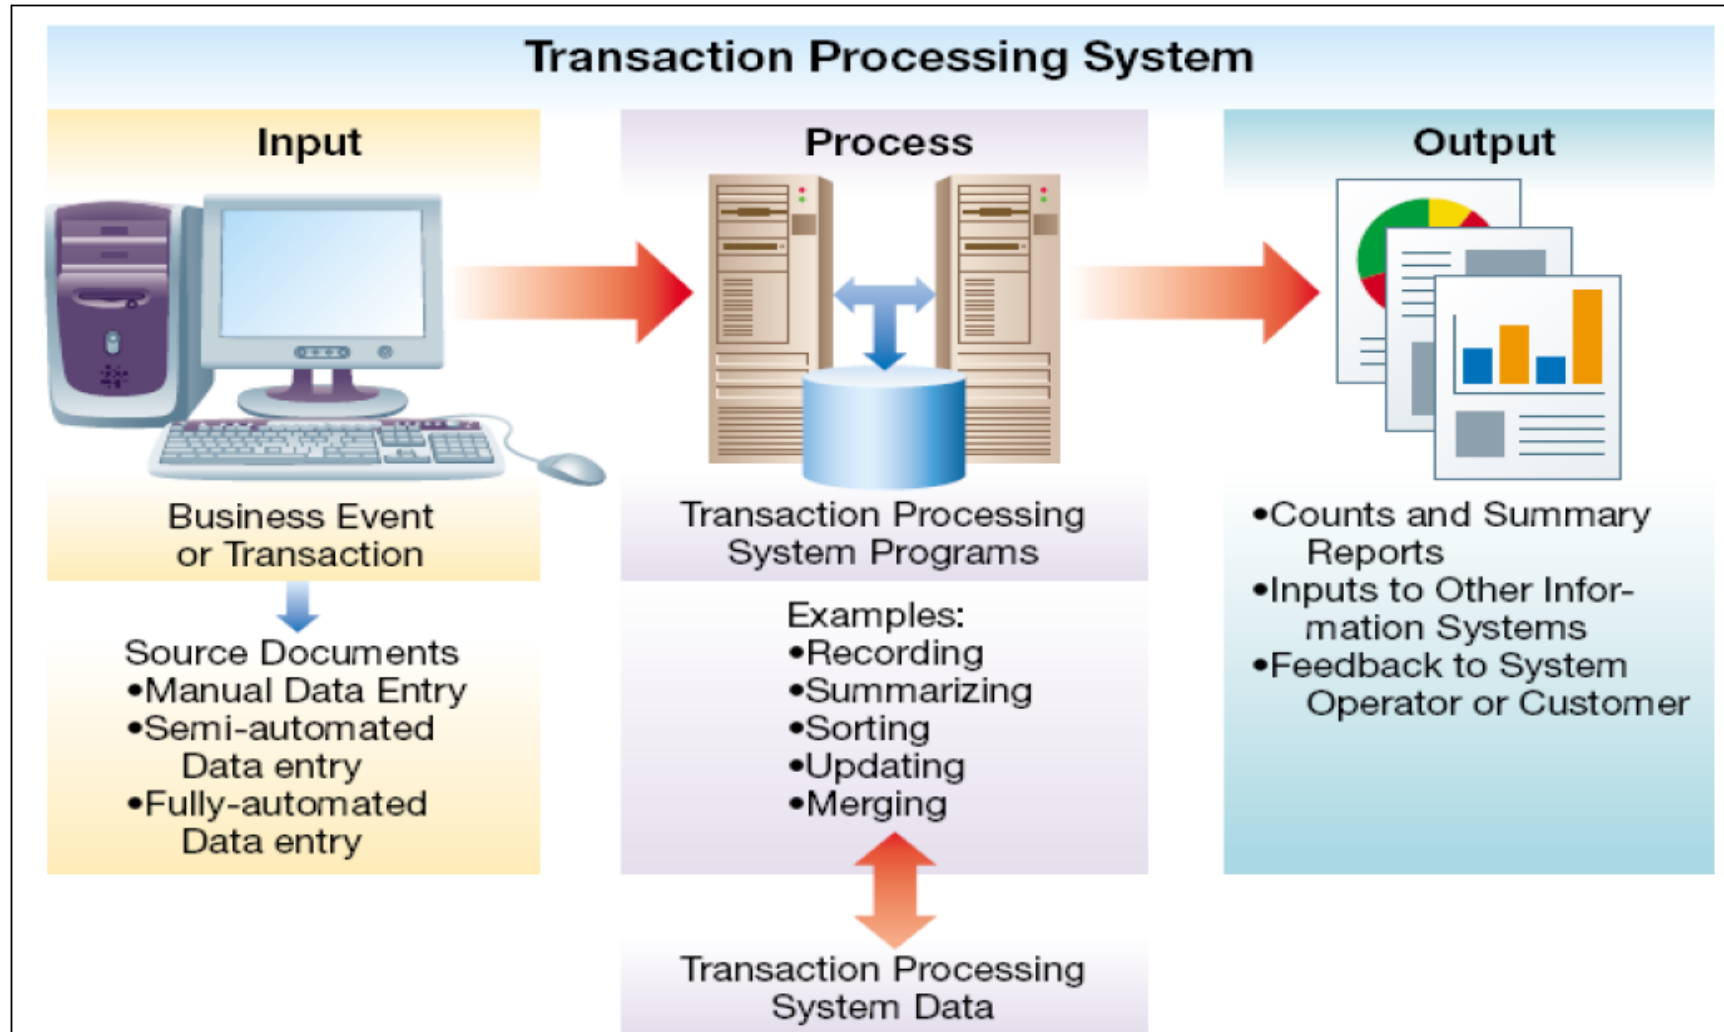 Transaction Processing System
Input
Business Event
or Transaction
Source Documents
•Manual Data Entry
•Semi-automated
Data entry
•Fully-automated
Data entry
Process
Transaction Processing
System Programs
Examples:
•Recording
•Summarizing
•Sorting
•Updating
•Merging
Transaction Processing
System Data
Output
•Counts and Summary
Reports
•Inputs to Other Infor-
mation Systems
•Feedback to System
Operator or Customer